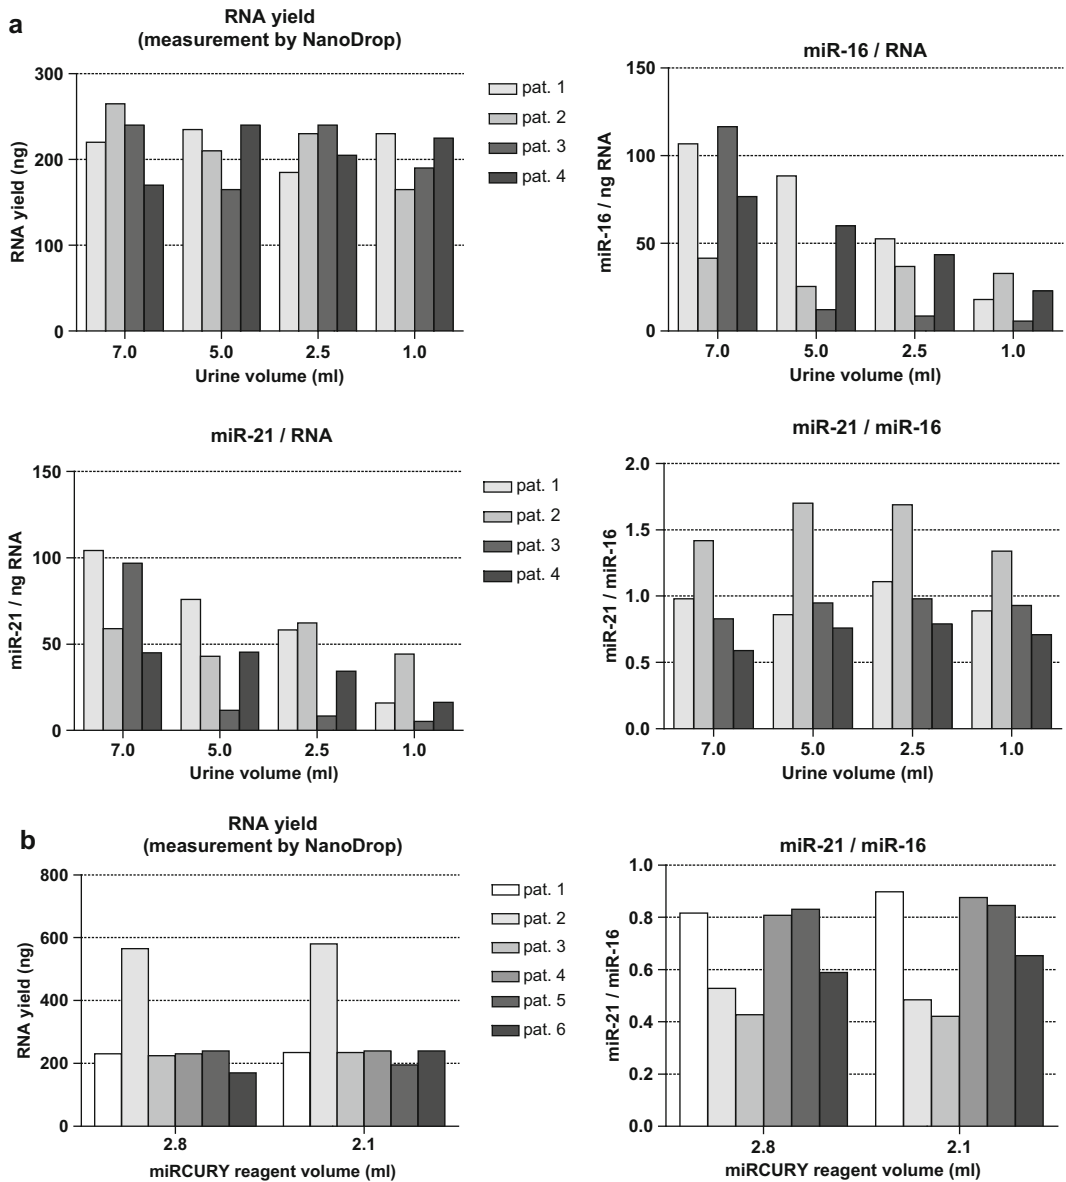 a
RNA yield
(measurement by NanoDrop)
300
200
100
0
RNA yield (ng)
7.0 5.0 2.5 1.0
Urine volume (ml)
pat. 1
pat. 2
pat. 3
pat. 4
miR-16 / RNA
150
100
50
0
miR-16 / ng RNA
7.0 5.0 2.5 1.0
Urine volume (ml)
miR-21 / RNA
150
100
50
0
miR-21 / ng RNA
7.0 5.0 2.5 1.0
Urine volume (ml)
pat. 1
pat. 2
pat. 3
pat. 4
miR-21 / miR-16
2.0
1.5
1.0
0.5
0.0
miR-21 / miR-16
7.0 5.0 2.5 1.0
Urine volume (ml)
b
RNA yield
(measurement by NanoDrop)
800
600
400
200
0
RNA yield (ng)
2.8 2.1
miRCURY reagent volume (ml)
pat. 1
pat. 2
pat. 3
pat. 4
pat. 5
pat. 6
miR-21 / miR-16
1.0
0.8
0.6
0.4
0.2
0.0
miR-21 / miR-16
2.8 2.1
miRCURY reagent volume (ml)